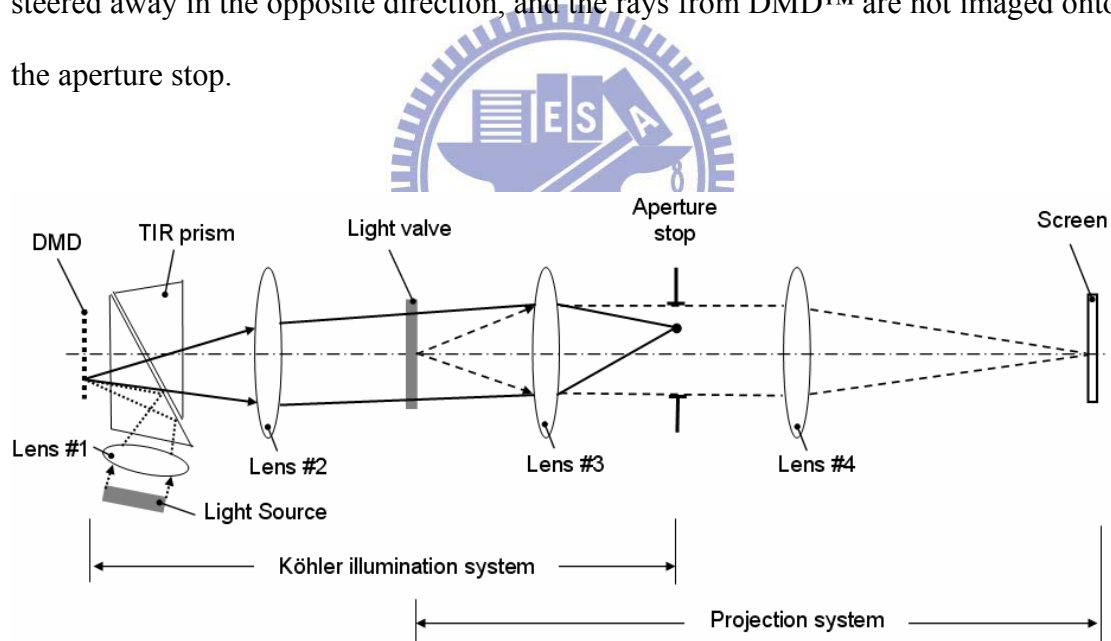 steered away in the opposite direction, and the rays from DMD™ are not imaged onto
the aperture stop.
E S A
Aperture
stop
Screen
DMD
TIR prism
Light valve
Lens #1
Lens #2
Lens #3
Lens #4
Light Source
Köhler illumination system
Projection system